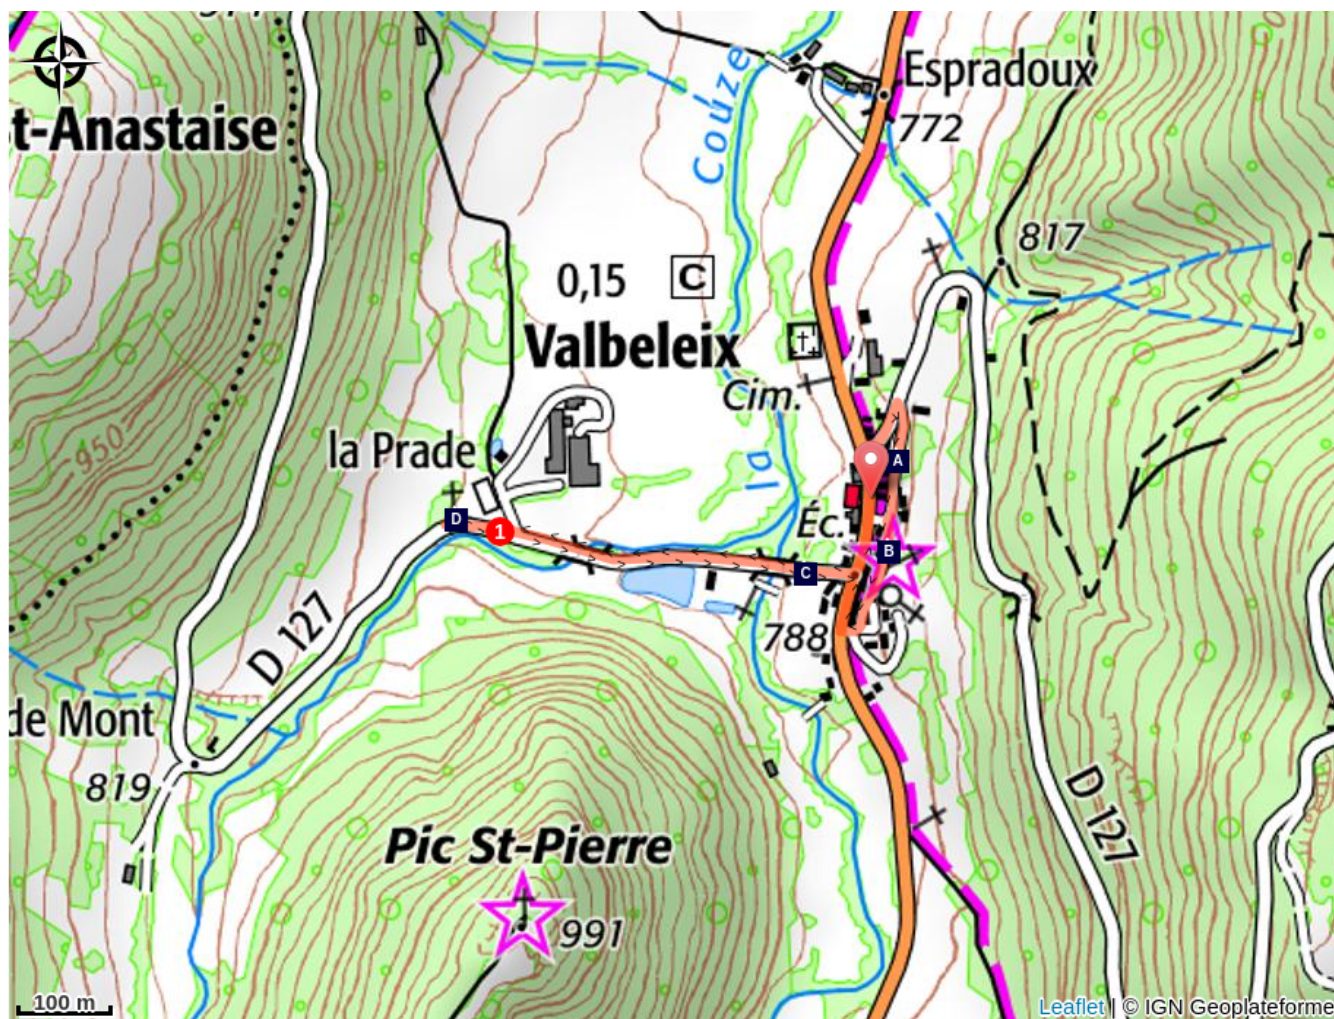 Espradoux
772
Couze
t-Anastaise
817
0,15
C
Valbeleix
Cim.
950
la Prade
la
A
Éc.
D
1
B
C
788
D 127
de Mont
819
D 127
Pic St-Pierre
991
100 m
Leaflet | © IGN Geoplateforme